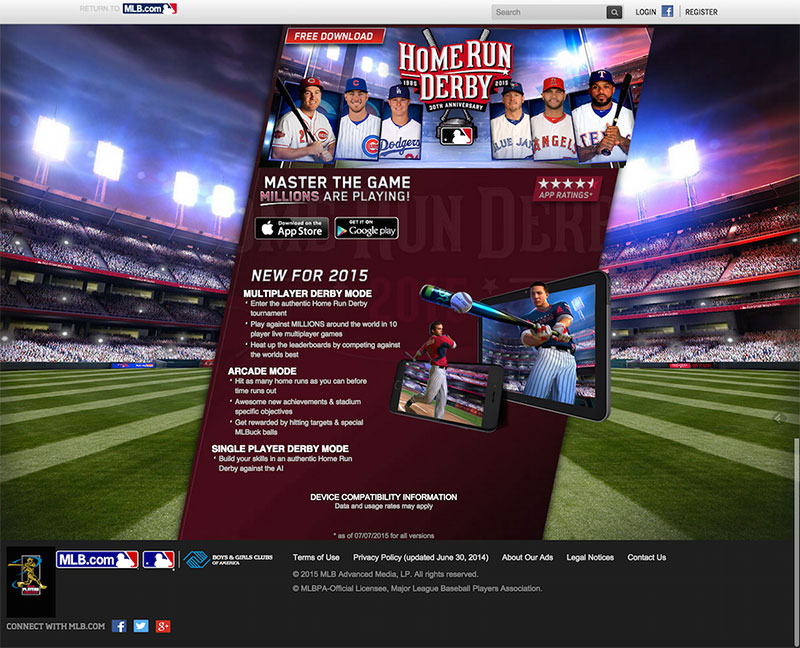 RETURN TO MLB.com
Search
LOGIN
REGISTER
FREE DOWNLOAD
HOME RUN
DERBY
1985 2015
30TH ANNIVERSARY
Dodgers
BLUE JAY
ANGELS
TEXAS
MASTER THE GAME
MILLIONS ARE PLAYING!
APP RATINGS*
Download on the
App Store
GET IT ON
Google play
NEW FOR 2015
MULTIPLAYER DERBY MODE
• Enter the authentic Home Run Derby
tournament
• Play against MILLIONS around the world in 10
player live multiplayer games
• Heat up the leaderboards by competing against
the worlds best
ARCADE MODE
• Hit as many home runs as you can before
time runs out
• Awesome new achievements & stadium
specific objectives
• Get rewarded by hitting targets & special
MLBuck balls
SINGLE PLAYER DERBY MODE
• Build your skills in an authentic Home Run
Derby against the AI
DEVICE COMPATIBILITY INFORMATION
Data and usage rates may apply
* as of 07/07/2015 for all versions
PLAYERS
MLB.com
BOYS & GIRLS CLUBS
OF AMERICA
Terms of Use
Privacy Policy (updated June 30, 2014)
About Our Ads
Legal Notices
Contact Us
© 2015 MLB Advanced Media, LP. All rights reserved.
© MLBPA-Official Licensee, Major League Baseball Players Association.
CONNECT WITH MLB.COM